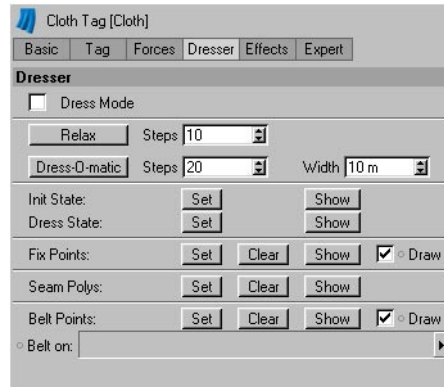 Cloth Tag [Cloth]
Basic Tag Forces Dresser Effects Expert
Dresser
Dress Mode
Relax Steps 10
Dress-O-matic Steps 20 Width 10 m
Init State: Set Show
Dress State: Set Show
Fix Points: Set Clear Show Draw
Seam Polys: Set Clear Show
Belt Points: Set Clear Show Draw
Belt on: